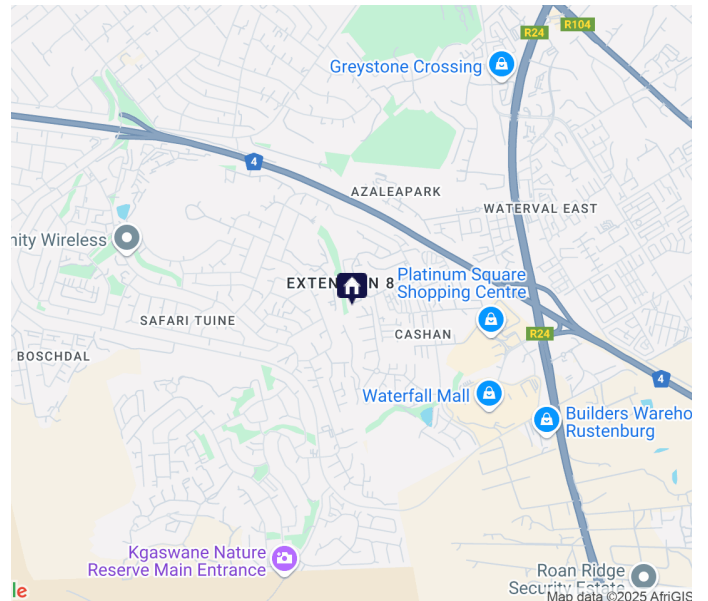 R24
R104
Greystone Crossing
4
AZALEAPARK
WATERVAL EAST
nity Wireless
EXTEN N 8
Platinum Square
Shopping Centre
SAFARI TUINE
CASHAN
R24
BOSCHDAL
4
Waterfall Mall
Builders Wareho
Rustenburg
Kgaswane Nature
Reserve Main Entrance
Roan Ridge
Security Estate
le
Map data ©2025 AfriGIS